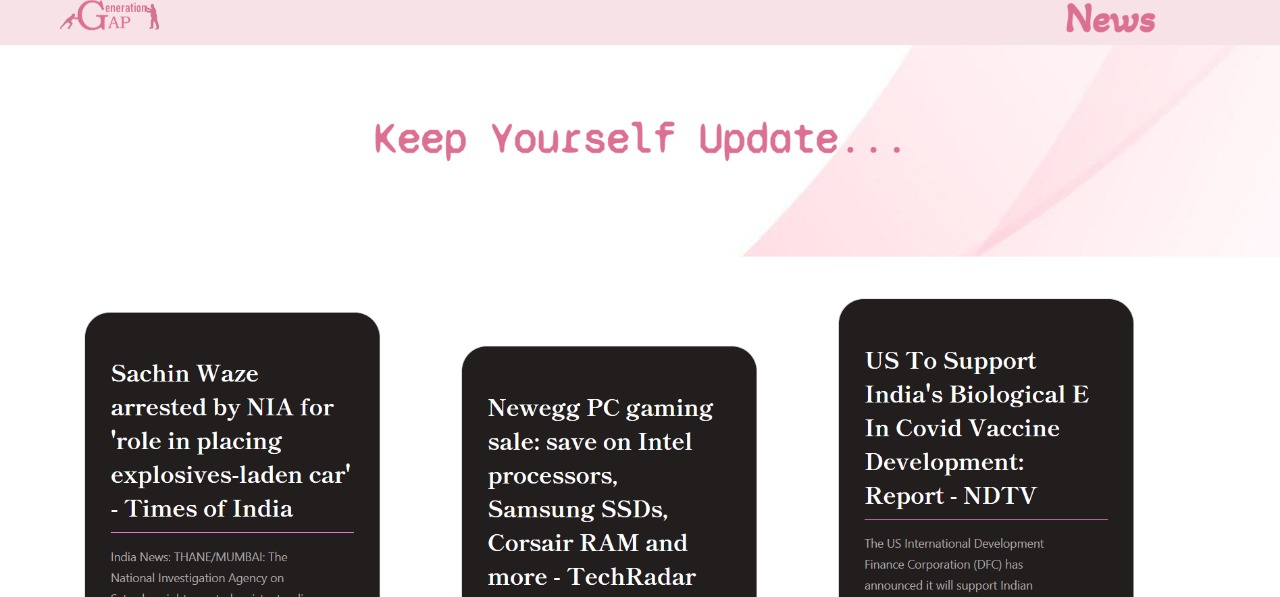 Generation
GAP
News
Keep Yourself Update...
Sachin Waze
arrested by NIA for
'role in placing
explosives-laden car'
- Times of India
India News: THANE/MUMBAI: The
National Investigation Agency on
Newegg PC gaming
sale: save on Intel
processors,
Samsung SSDs,
Corsair RAM and
more - TechRadar
US To Support
India's Biological E
In Covid Vaccine
Development:
Report - NDTV
The US International Development
Finance Corporation (DFC) has
announced it will support Indian